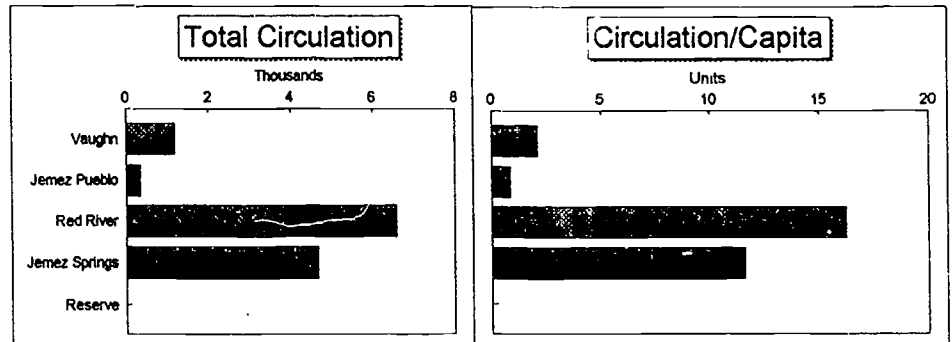 Total Circulation
Thousands
0 2 4 6 8
Vaughn
Jemez Pueblo
Red River
Jemez Springs
Reserve
Circulation/Capita
Units
0 5 10 15 20